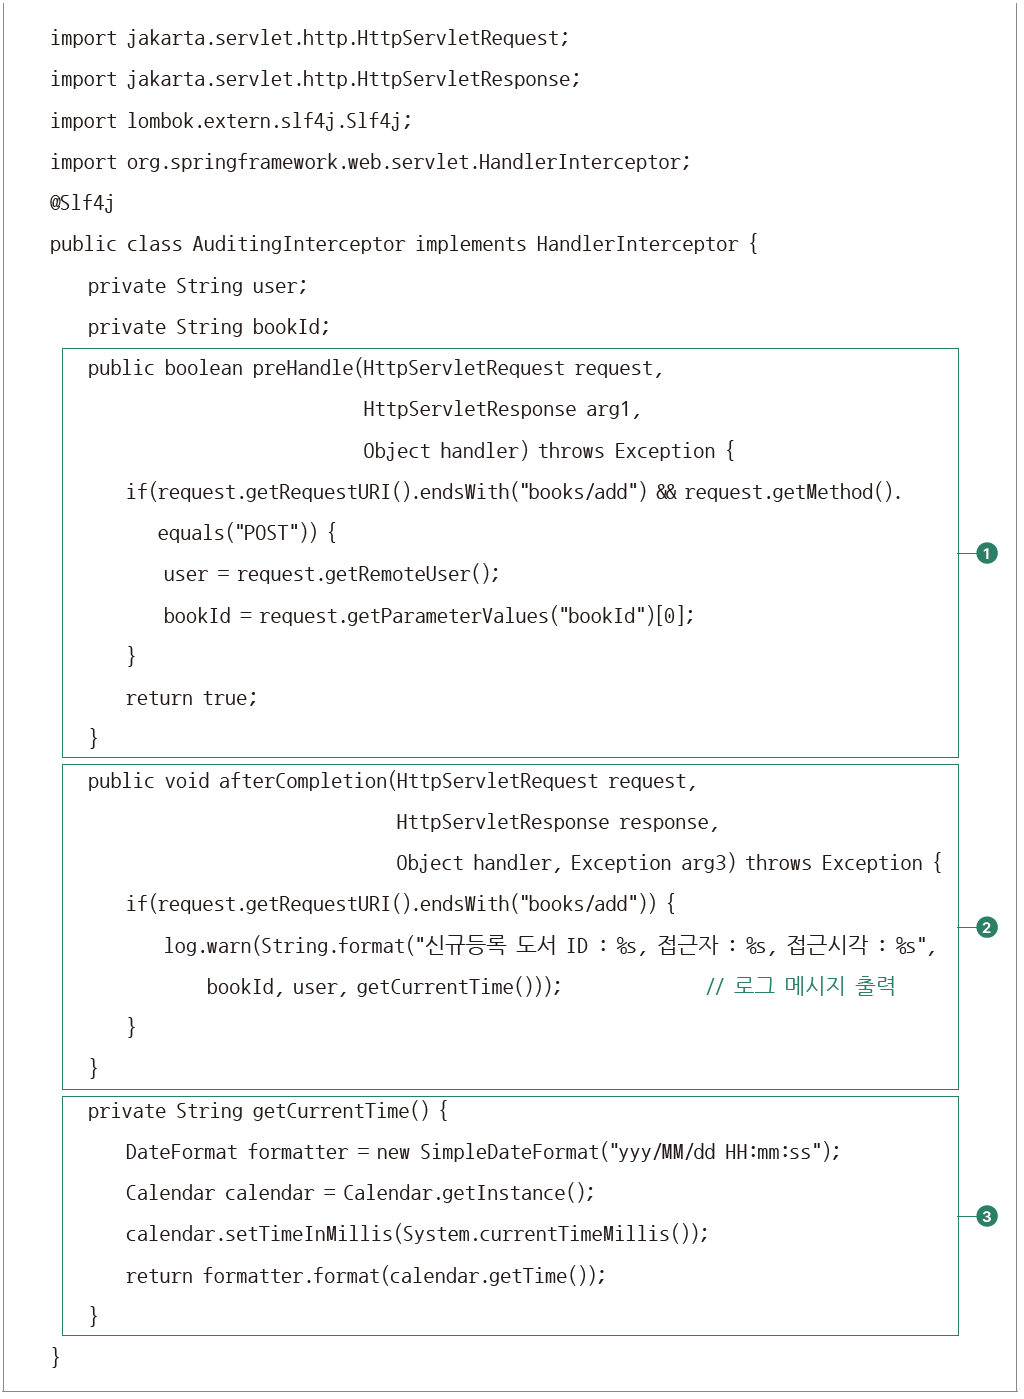 import jakarta.servlet.http.HttpServletRequest;
import jakarta.servlet.http.HttpServletResponse;
import lombok.extern.slf4j.Slf4j;
import org.springframework.web.servlet.HandlerInterceptor;
@Slf4j
public class AuditingInterceptor implements HandlerInterceptor {
private String user;
private String bookId;
public boolean preHandle(HttpServletRequest request,
HttpServletResponse arg1,
Object handler) throws Exception {
if(request.getRequestURI().endsWith("books/add") && request.getMethod().
equals("POST")) {
1
user = request.getRemoteUser();
bookId = request.getParameterValues("bookId")[0];
}
return true;
}
public void afterCompletion(HttpServletRequest request,
HttpServletResponse response,
Object handler, Exception arg3) throws Exception {
if(request.getRequestURI().endsWith("books/add")) {
2
log.warn(String.format("신규등록 도서 ID : %s, 접근자 : %s, 접근시각 : %s",
bookId, user, getCurrentTime())); // 로그 메시지 출력
}
}
private String getCurrentTime() {
DateFormat formatter = new SimpleDateFormat("yyy/MM/dd HH:mm:ss");
Calendar calendar = Calendar.getInstance();
3
calendar.setTimeInMillis(System.currentTimeMillis());
return formatter.format(calendar.getTime());
}
}